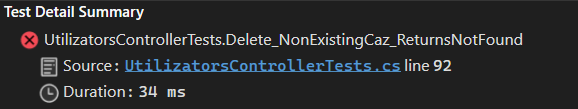 Test Detail Summary
UtilizatorsControllerTests.Delete_NonExistingCaz_ReturnsNotFound
Source: UtilizatorsControllerTests.cs line 92
Duration: 34 ms